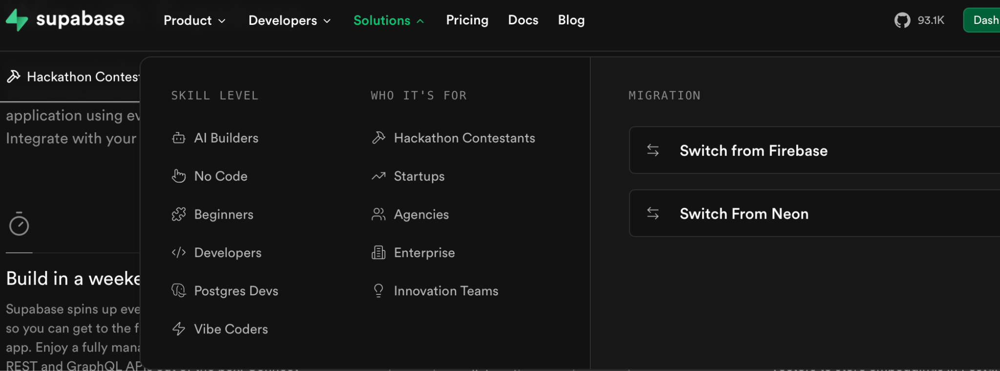 supabase
Product
Developers
Solutions
Pricing
Docs
Blog
93.1K
Dash
Hackathon Contest
application using ev
Integrate with your
Build in a weeke
Supabase spins up eve
so you can get to the f
app. Enjoy a fully mana
REST and GraphQL AP
SKILL LEVEL
AI Builders
No Code
Beginners
Developers
Postgres Devs
Vibe Coders
WHO IT'S FOR
Hackathon Contestants
Startups
Agencies
Enterprise
Innovation Teams
MIGRATION
Switch from Firebase
Switch From Neon